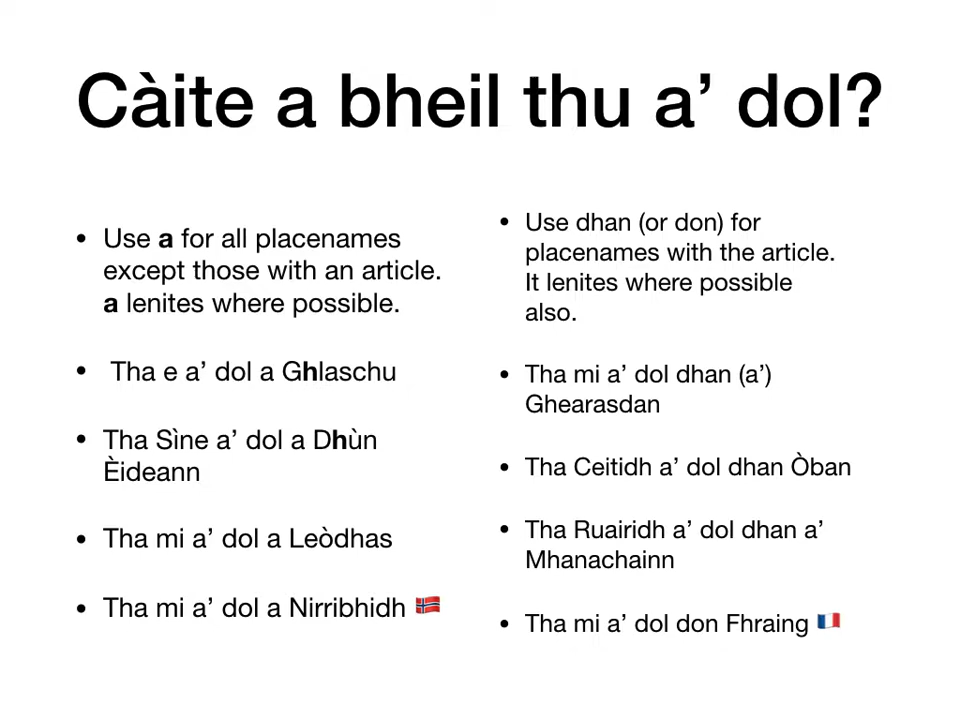 Càite a bheil thu a’ dol?
• Use a for all placenames
except those with an article.
a lenites where possible.
• Tha e a’ dol a Ghlaschu
• Tha Sìne a’ dol a Dhùn
Èideann
• Tha mi a’ dol a Leòdhas
• Tha mi a’ dol a Nirribhidh 🇳🇴
• Use dhan (or don) for
placenames with the article.
It lenites where possible
also.
• Tha mi a’ dol dhan (a’)
Ghearasdan
• Tha Ceitidh a’ dol dhan Òban
• Tha Ruairidh a’ dol dhan a’
Mhanachainn
• Tha mi a’ dol don Fhraing 🇫🇷